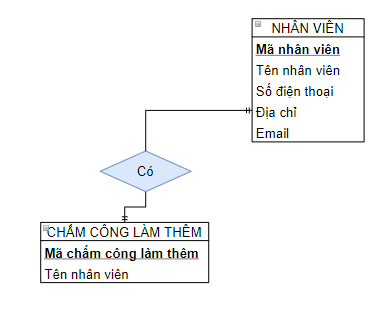 NHÂN VIÊN
Mã nhân viên
Tên nhân viên
Số điện thoại
Địa chỉ
Email
Có
CHẤM CÔNG LÀM THÊM
Mã chấm công làm thêm
Tên nhân viên